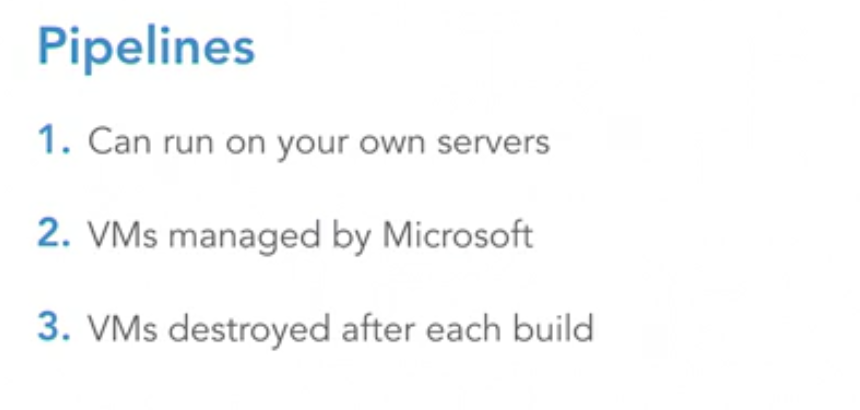 Pipelines
1. Can run on your own servers
2. VMs managed by Microsoft
3. VMs destroyed after each build